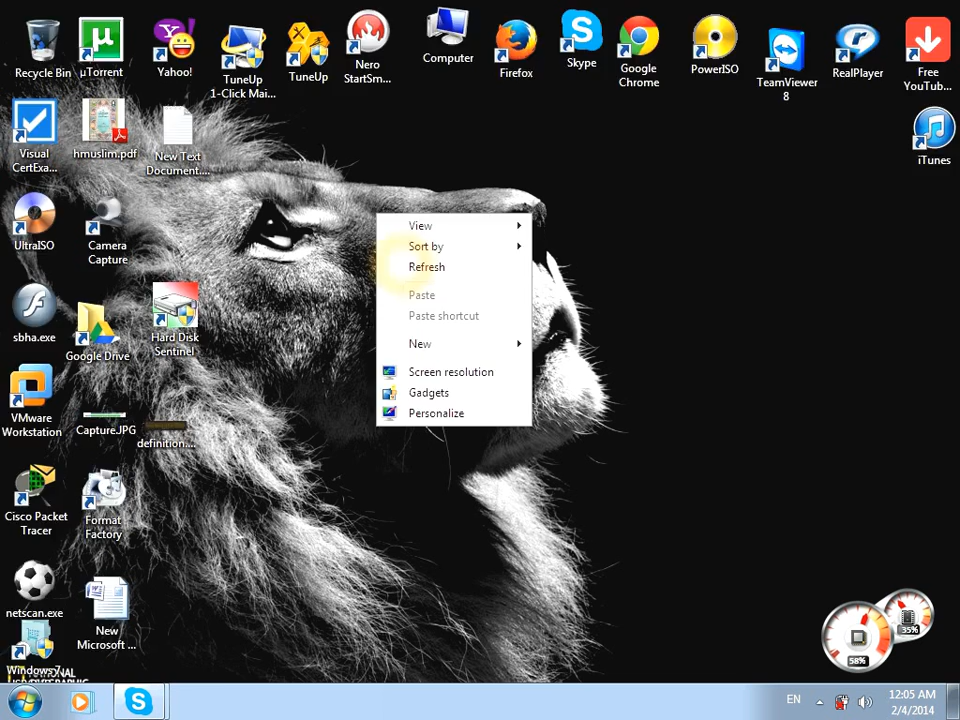 Recycle Bin
µTorrent
Yahoo!
TuneUp
1-Click Mai...
TuneUp
Nero
StartSm...
Computer
Firefox
Skype
Google
Chrome
PowerISO
TeamViewer
8
RealPlayer
Free
YouTub...
Visual
CertExa...
hmuslim.pdf
New Text
Document....
iTunes
UltraISO
Camera
Capture
View
Sort by
Refresh
Paste
Paste shortcut
New
Screen resolution
Gadgets
Personalize
sbha.exe
Google Drive
Hard Disk
Sentinel
VMware
Workstation
Capture.JPG
definition....
Cisco Packet
Tracer
Format
Factory
netscan.exe
New
Microsoft ...
Windows 7
58%
35%
EN
12:05 AM
2/4/2014